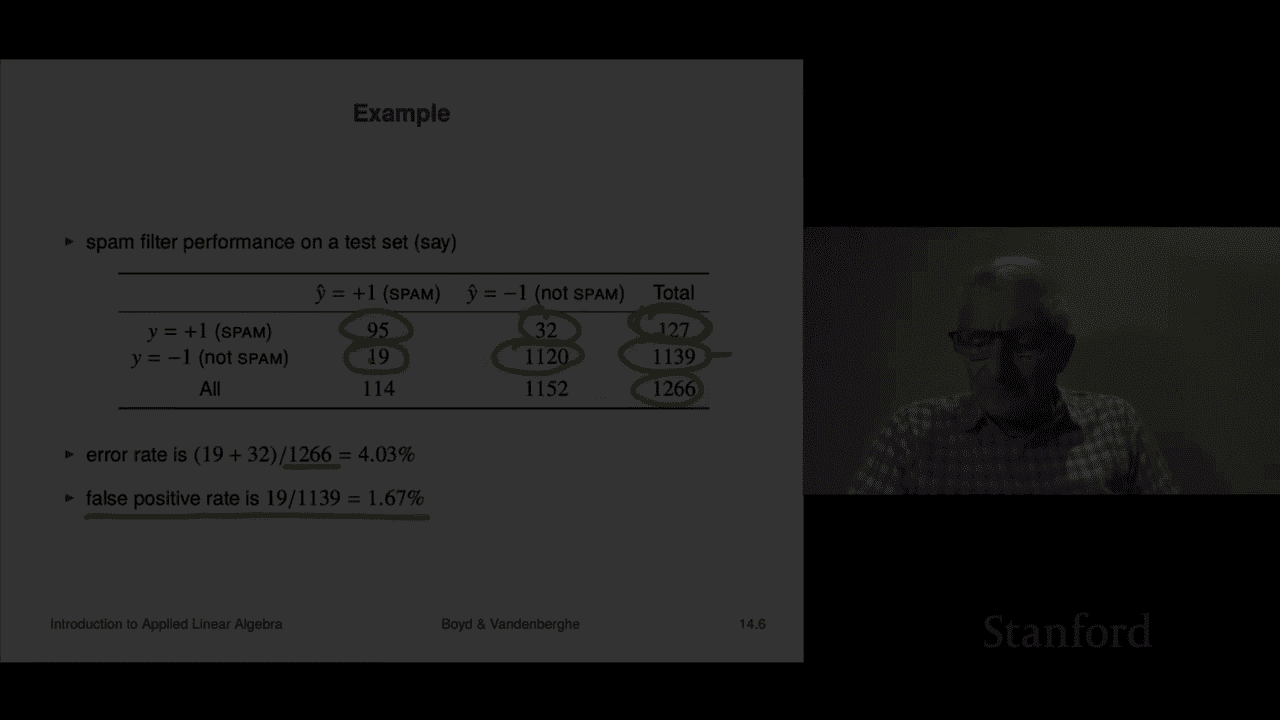 Example
▸ spam filter performance on a test set (say)
ŷ = +1 (SPAM) ŷ = −1 (not SPAM) Total
y = +1 (SPAM) 95 32 127
y = −1 (not SPAM) 19 1120 1139
All 114 1152 1266
▸ error rate is (19 + 32)/1266 = 4.03%
▸ false positive rate is 19/1139 = 1.67%
Introduction to Applied Linear Algebra Boyd & Vandenberghe 14.6
Stanford